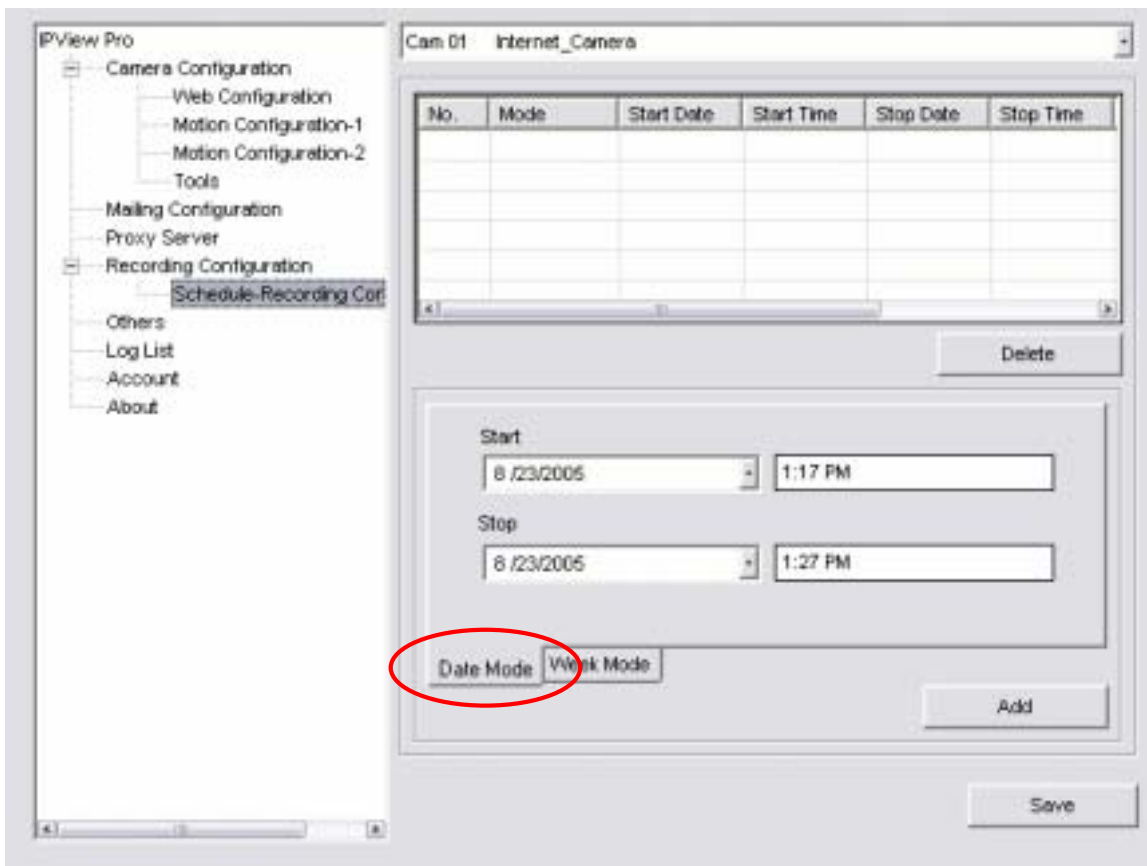 IPView Pro
Camera Configuration
Web Configuration
Motion Configuration-1
Motion Configuration-2
Tools
Mailing Configuration
Proxy Server
Recording Configuration
Schedule-Recording Con
Others
Log List
Account
About
Cam 01 Internet_Camera
No. Mode Start Date Start Time Stop Date Stop Time
Delete
Start
8 /23/2005 1:17 PM
Stop
8 /23/2005 1:27 PM
Date Mode Week Mode
Add
Save